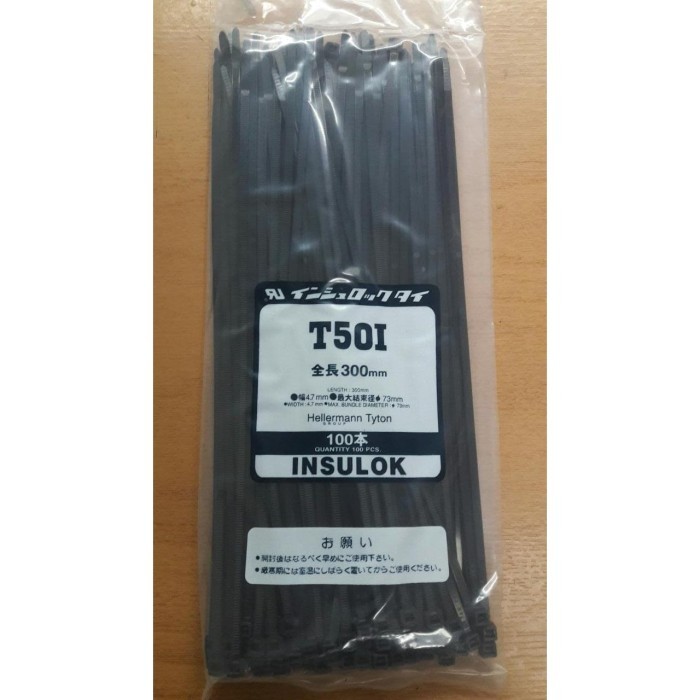 インシュロックタイ
T50I
全長300mm
LENGTH : 300mm
●幅4.7mm●最大結束径φ73mm
●WIDTH : 4.7mm ●MAX. BUNDLE DIAMETER : φ 73mm
Hellermann Tyton
GROUP
100本
QUANTITY 100 PCS.
INSULOK
お願い
●開封後はなるべく早めにご使用下さい。
●厳寒期には室温にしばらく置いてからご使用ください。